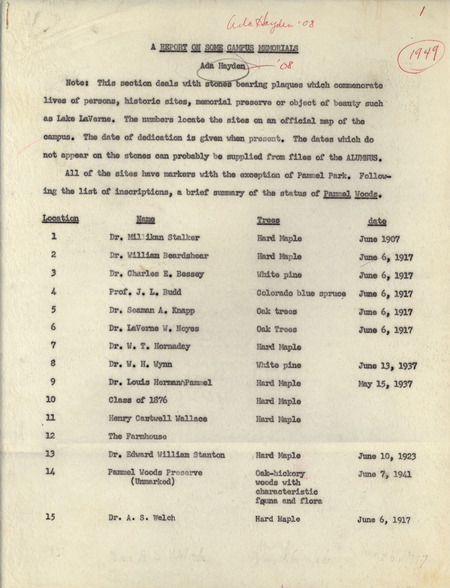 Ada Hayden '08
1
A REPORT ON SOME CAMPUS MEMORIALS
1949
Ada Hayden '08
Note: This section deals with stones bearing plaques which commemorate
lives of persons, historic sites, memorial preserve or object of beauty such
as Lake LaVerne. The numbers locate the sites on an official map of the
campus. The date of dedication is given when present. The dates which do
not appear on the stones can probably be supplied from files of the ALUMNUS.
All of the sites have markers with the exception of Pammel Park. Follow-
ing the list of inscriptions, a brief summary of the status of Pammel Woods.
Location Name Trees date
1 Dr. Millikan Stalker Hard Maple June 1907
2 Dr. William Beardshear Hard Maple June 6, 1917
3 Dr. Charles E. Bessey White pine June 6, 1917
4 Prof. J. L. Budd Colorado blue spruce June 6, 1917
5 Dr. Seaman A. Knapp Oak trees June 6, 1917
6 Dr. LaVerne W. Noyes Oak Trees June 6, 1917
7 Dr. W. T. Hornaday Hard Maple
8 Dr. W. H. Wynn White pine June 13, 1937
9 Dr. Louis Hermann Pammel Hard Maple May 15, 1937
10 Class of 1876 Hard Maple
11 Henry Cantwell Wallace Hard Maple
12 The Farmhouse
13 Dr. Edward William Stanton Hard Maple June 10, 1923
14 Pammel Woods Preserve Oak-hickory June 7, 1941
(Unmarked) woods with
characteristic
fauna and flora
15 Dr. A. S. Welch Hard Maple June 6, 1917